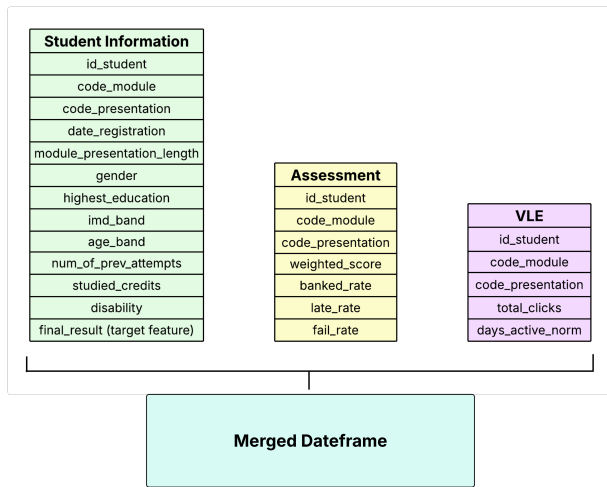 Student Information
id_student
code_module
code_presentation
date_registration
module_presentation_length
gender
highest_education
imd_band
age_band
num_of_prev_attempts
studied_credits
disability
final_result (target feature)
Assessment
id_student
code_module
code_presentation
weighted_score
banked_rate
late_rate
fail_rate
VLE
id_student
code_module
code_presentation
total_clicks
days_active_norm
Merged Dateframe